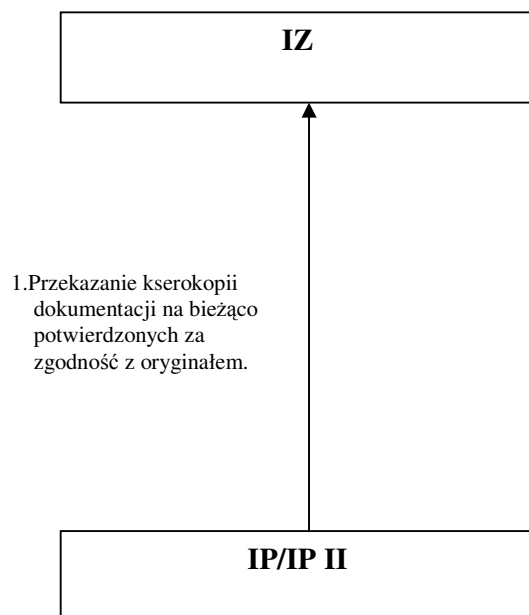 IZ
1.Przekazanie kserokopii
dokumentacji na bieżąco
potwierdzonych za
zgodność z oryginałem.
IP/IP II